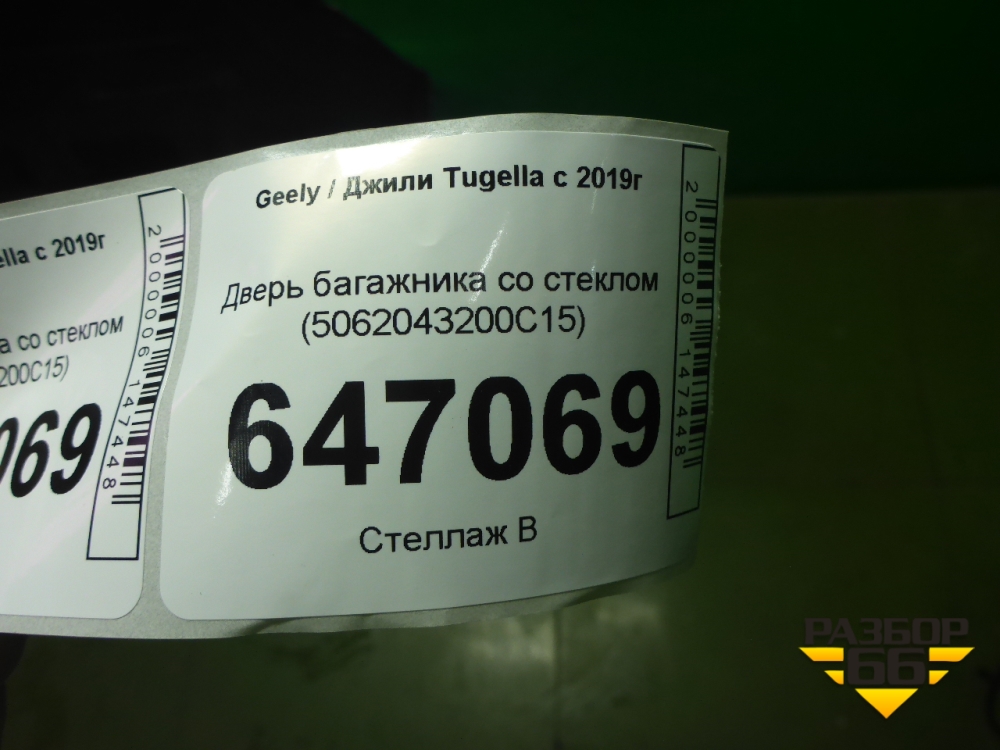 ella с 2019г
а со стеклом
200C15)
069
2000006147448
Geely / Джили Tugella с 2019г
Дверь багажника со стеклом
(5062043200C15)
647069
Стеллаж В
2000006147448
РАЗБОР
66